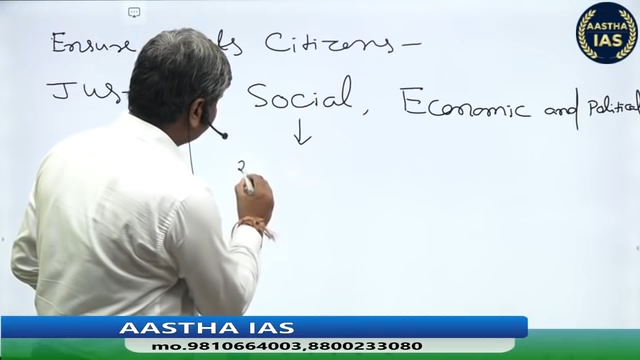 Ensure Citizens –
Social, Economic and Political
AASTHA IAS
AASTHA IAS
mo.9810664003,8800233080